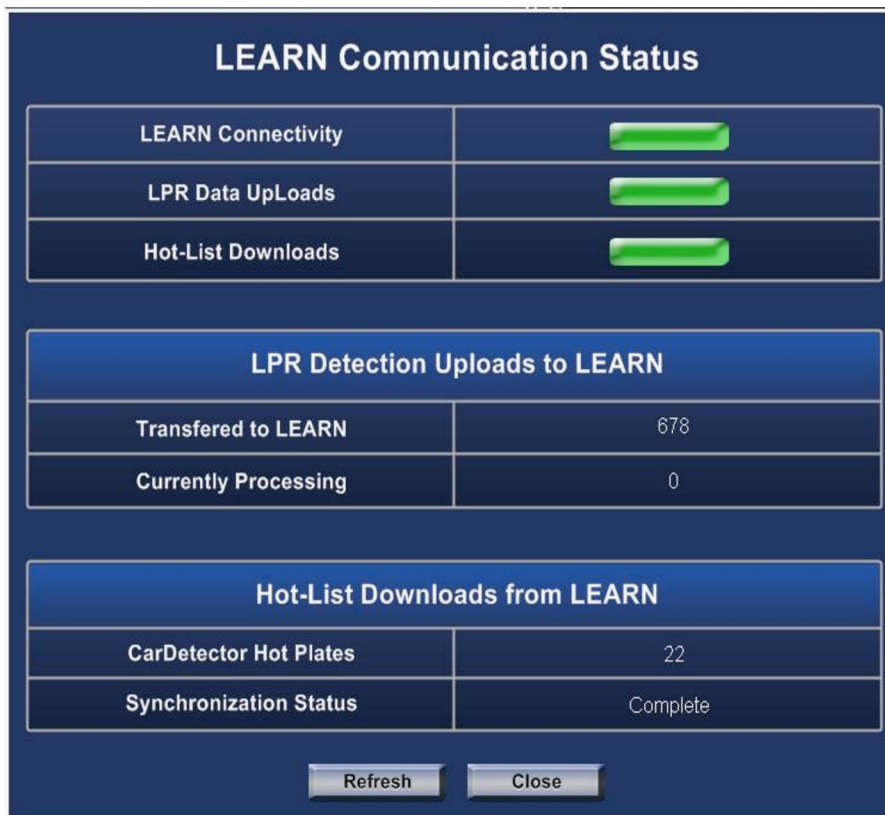 LEARN Communication Status
LEARN Connectivity
LPR Data UpLoads
Hot-List Downloads
LPR Detection Uploads to LEARN
Transfered to LEARN 678
Currently Processing 0
Hot-List Downloads from LEARN
CarDetector Hot Plates 22
Synchronization Status Complete
Refresh Close